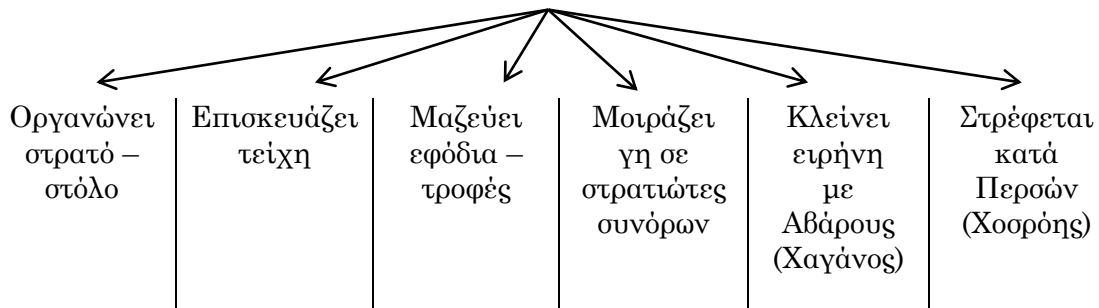 Οργανώνει
στρατό –
στόλο
Επισκευάζει
τείχη
Μαζεύει
εφόδια –
τροφές
Μοιράζει
γη σε
στρατιώτες
συνόρων
Κλείνει
ειρήνη
με
Αβάρους
(Χαγάνος)
Στρέφεται
κατά
Περσών
(Χοσρόης)